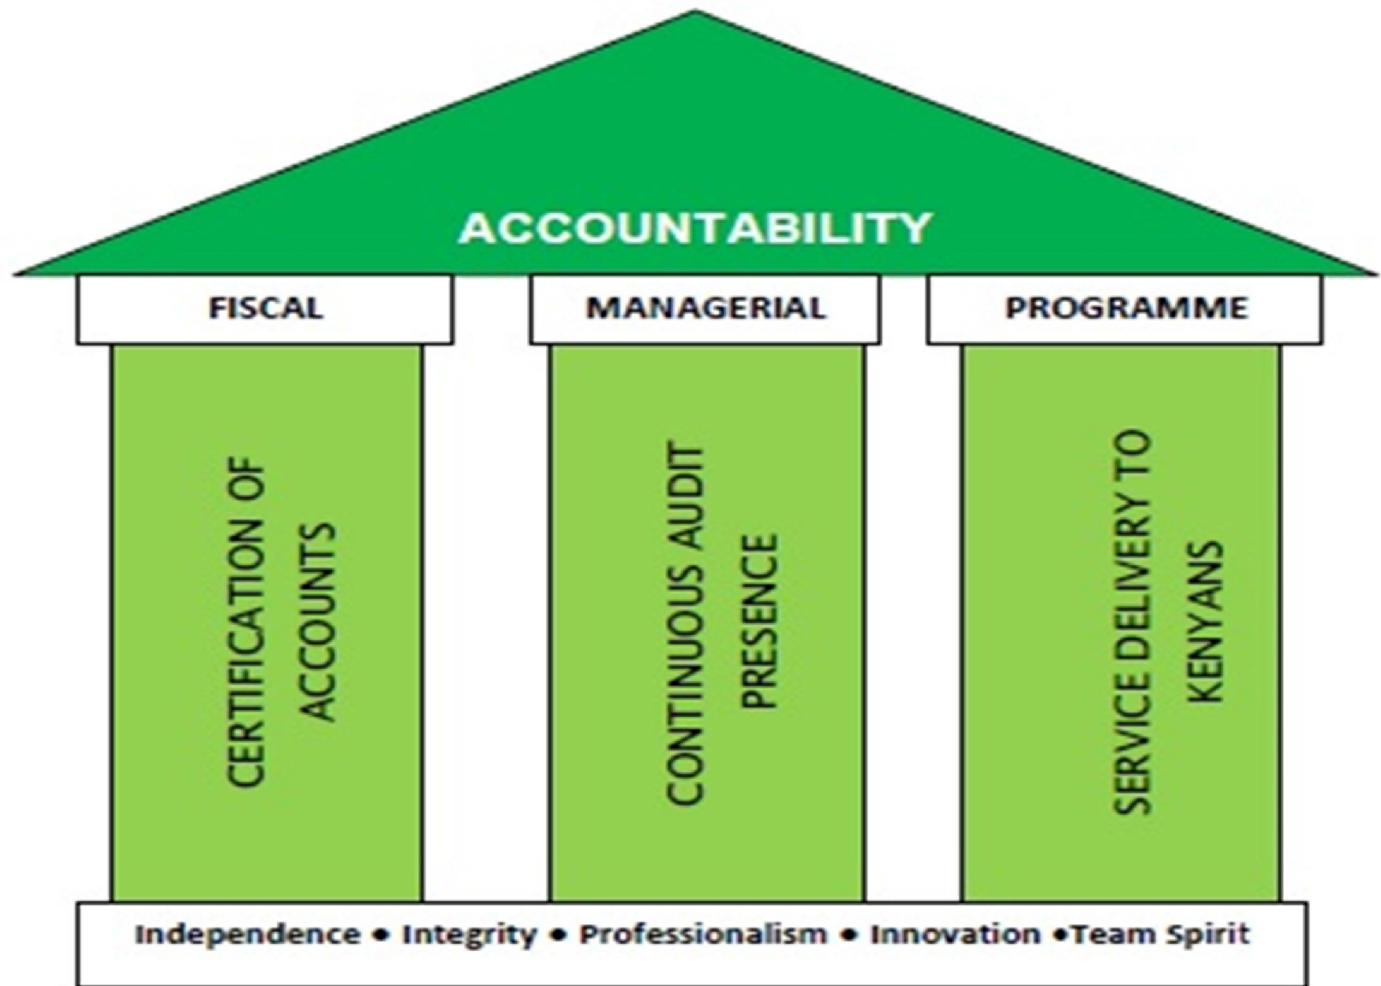 ACCOUNTABILITY
FISCAL
MANAGERIAL
PROGRAMME
CERTIFICATION OF
ACCOUNTS
CONTINUOUS AUDIT
PRESENCE
SERVICE DELIVERY TO
KENYANS
Independence • Integrity • Professionalism • Innovation •Team Spirit